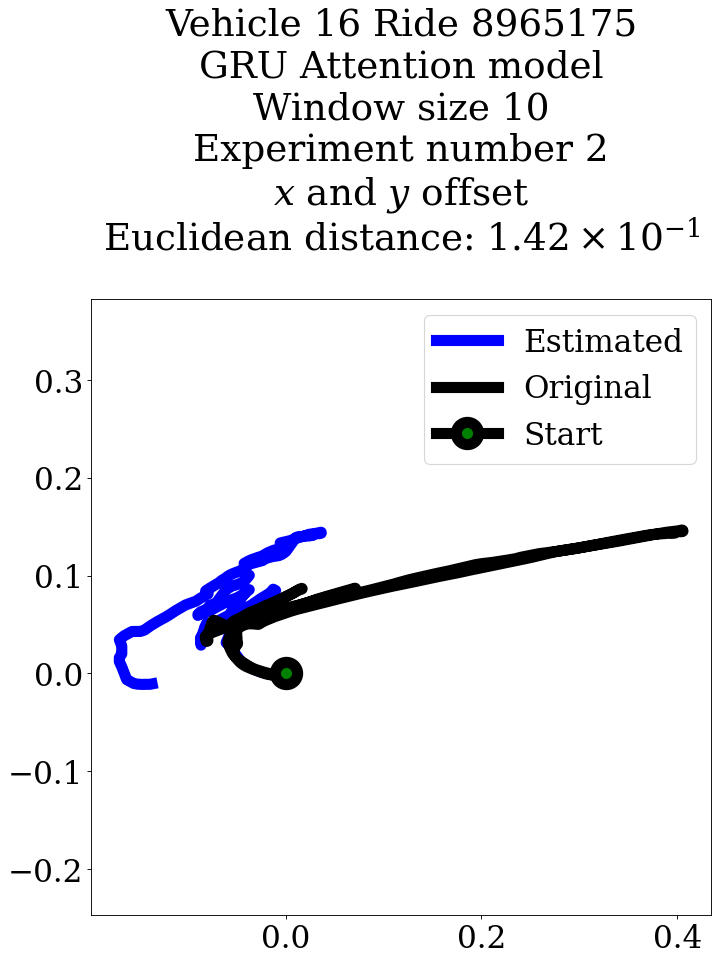 Vehicle 16 Ride 8965175
GRU Attention model
Window size 10
Experiment number 2
x and y offset
Euclidean distance: 1.42 × 10⁻¹
Estimated
Original
Start
0.3
0.2
0.1
0.0
−0.1
−0.2
0.0 0.2 0.4